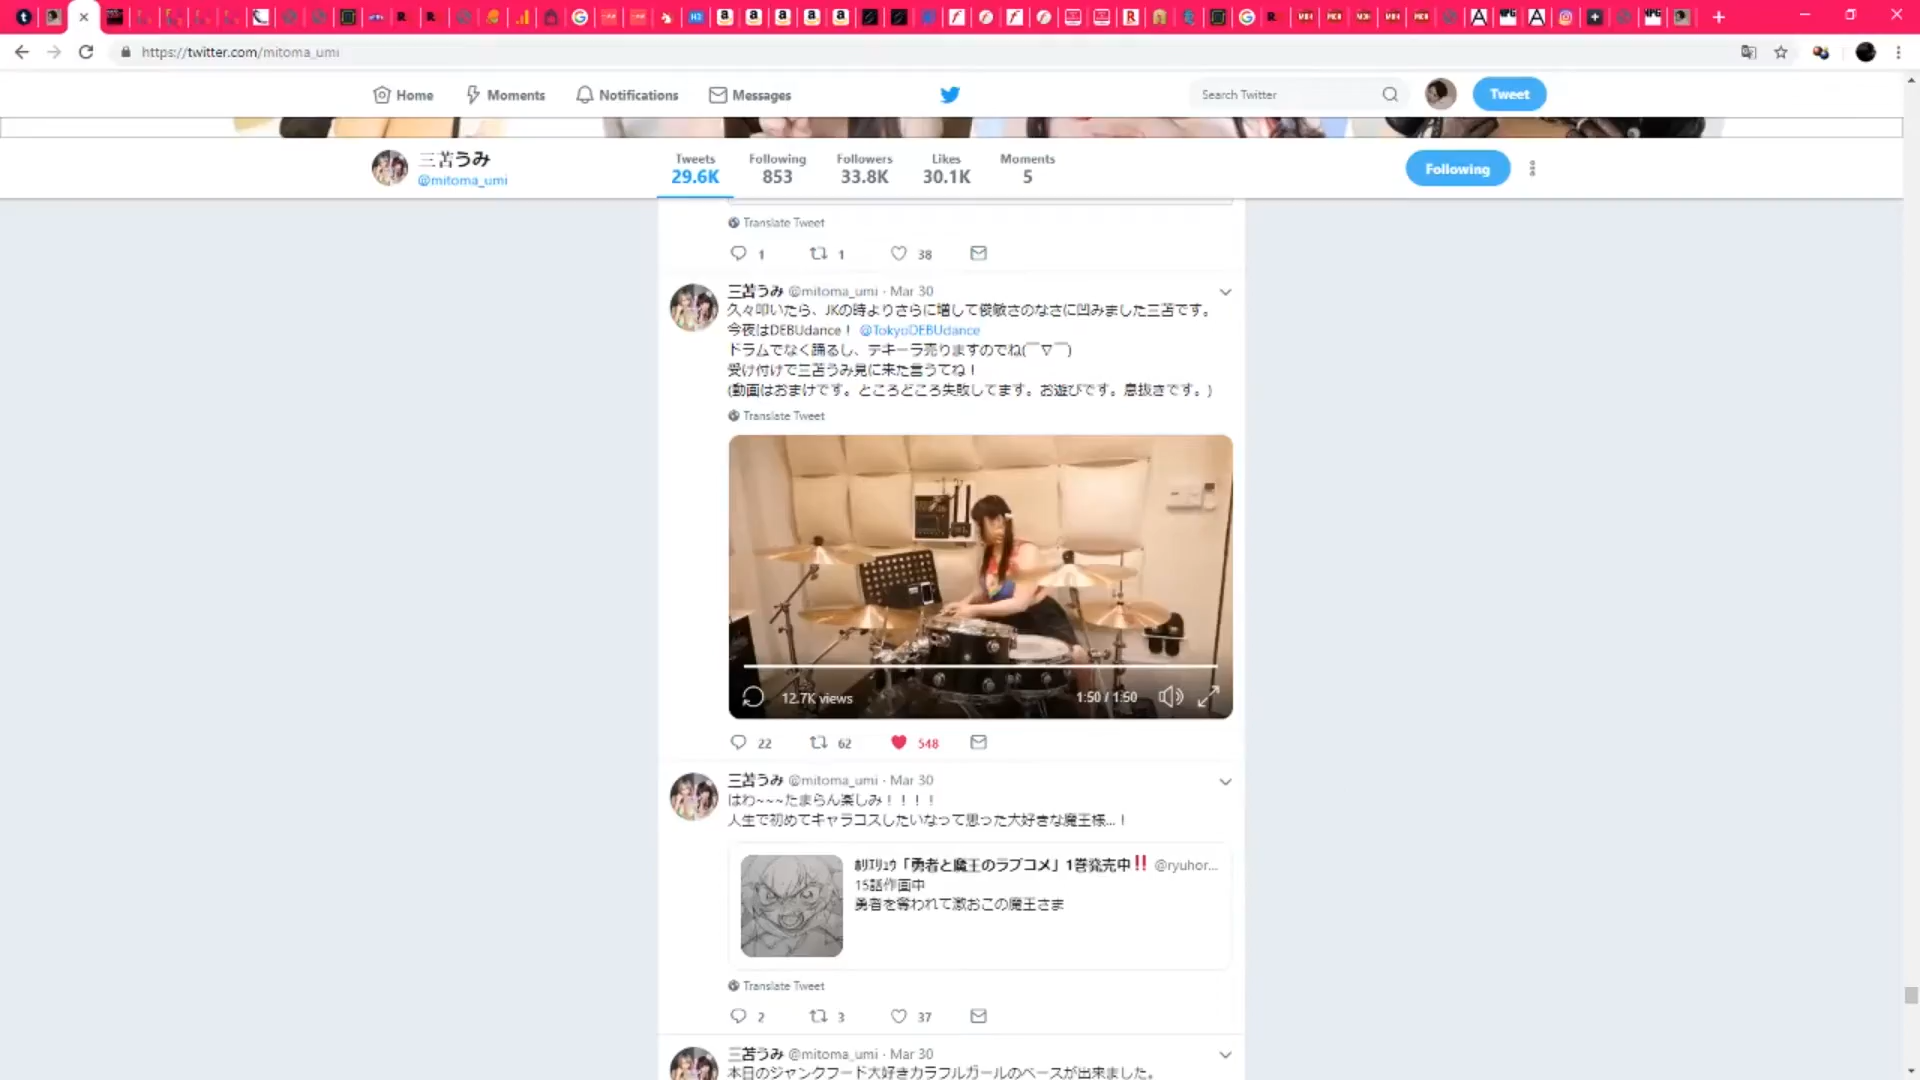 https://twitter.com/mitoma_umi
Home
Moments
Notifications
Messages
Search Twitter
Tweet
三苫うみ
@mitoma_umi
Tweets
29.6K
Following
853
Followers
33.8K
Likes
30.1K
Moments
5
Following
Translate Tweet
1
1
38
三苫うみ @mitoma_umi · Mar 30
久々叩いたら、JKの時よりさらに増して俊敏さのなさに凹みました三苫です。
今夜はDEBUdance！ @TokyoDEBUdance
ドラムでなく踊るし、テキーラ売りますのでね(￣▽￣)
受け付けで三苫うみ見に来た言うてね！
(動画はおまけです。ところどころ失敗してます。お遊びです。息抜きです。)
Translate Tweet
12.7K views
1:50 / 1:50
22
62
548
三苫うみ @mitoma_umi · Mar 30
はわ~~~たまらん楽しみ！！！！
人生で初めてキャラコスしたいなって思った大好きな魔王様...！
ﾎﾘｴﾘｭｳ「勇者と魔王のラブコメ」1巻発売中‼️ @ryuhor...
15話作画中
勇者を奪われて激おこの魔王さま
Translate Tweet
2
3
37
三苫うみ @mitoma_umi · Mar 30
本日のジャンクフード大好きカラフルガールのベースが出来ました。